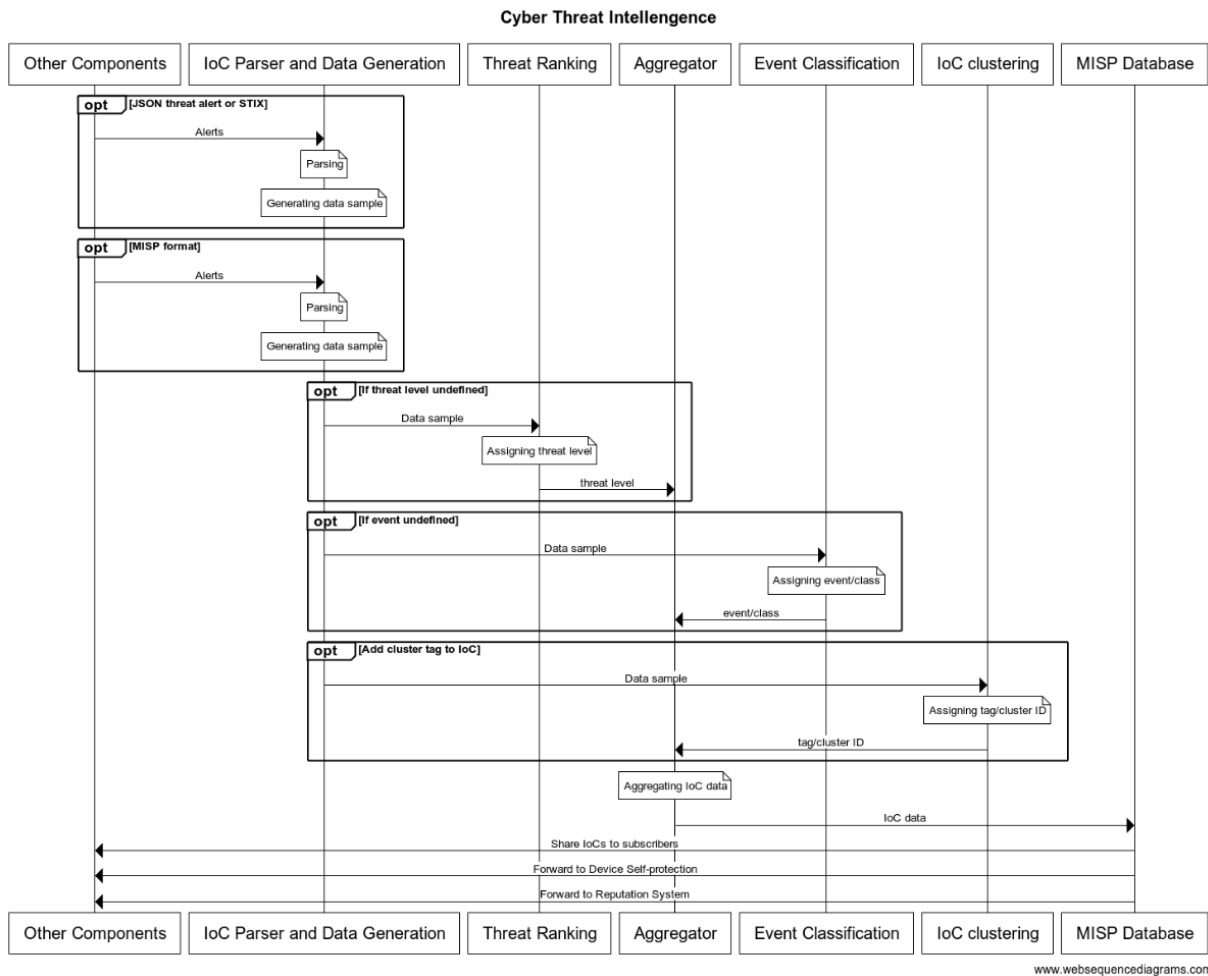 Cyber Threat Intellengence
Other Components
IoC Parser and Data Generation
Threat Ranking
Aggregator
Event Classification
IoC clustering
MISP Database
opt [JSON threat alert or STIX]
Alerts
Parsing
Generating data sample
opt [MISP format]
Alerts
Parsing
Generating data sample
opt [If threat level undefined]
Data sample
Assigning threat level
threat level
opt [If event undefined]
Data sample
Assigning event/class
event/class
opt [Add cluster tag to IoC]
Data sample
Assigning tag/cluster ID
tag/cluster ID
Aggregating IoC data
IoC data
Share IoCs to subscribers
Forward to Device Self-protection
Forward to Reputation System
Other Components
IoC Parser and Data Generation
Threat Ranking
Aggregator
Event Classification
IoC clustering
MISP Database
www.websequencediagrams.com